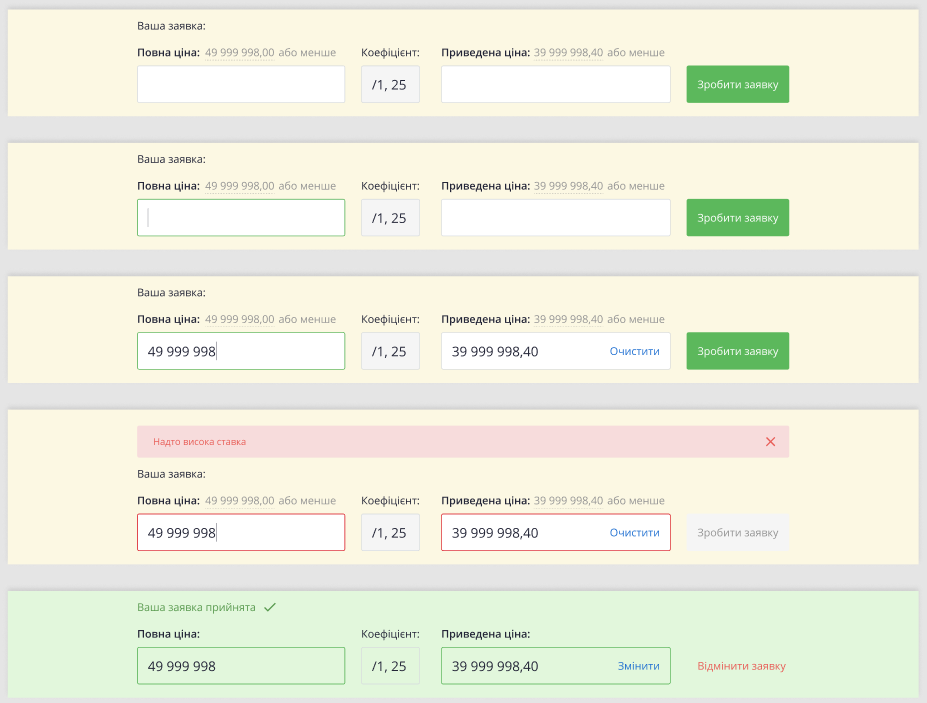 Ваша заявка:
Повна ціна: 49 999 998,00 або менше Коефіцієнт: Приведена ціна: 39 999 998,40 або менше
/1, 25 Зробити заявку
Ваша заявка:
Повна ціна: 49 999 998,00 або менше Коефіцієнт: Приведена ціна: 39 999 998,40 або менше
/1, 25 Зробити заявку
Ваша заявка:
Повна ціна: 49 999 998,00 або менше Коефіцієнт: Приведена ціна: 39 999 998,40 або менше
49 999 998 /1, 25 39 999 998,40 Очистити Зробити заявку
Надто висока ставка
Ваша заявка:
Повна ціна: 49 999 998,00 або менше Коефіцієнт: Приведена ціна: 39 999 998,40 або менше
49 999 998 /1, 25 39 999 998,40 Очистити Зробити заявку
Ваша заявка прийнята
Повна ціна: Коефіцієнт: Приведена ціна:
49 999 998 /1, 25 39 999 998,40 Змінити Відмінити заявку